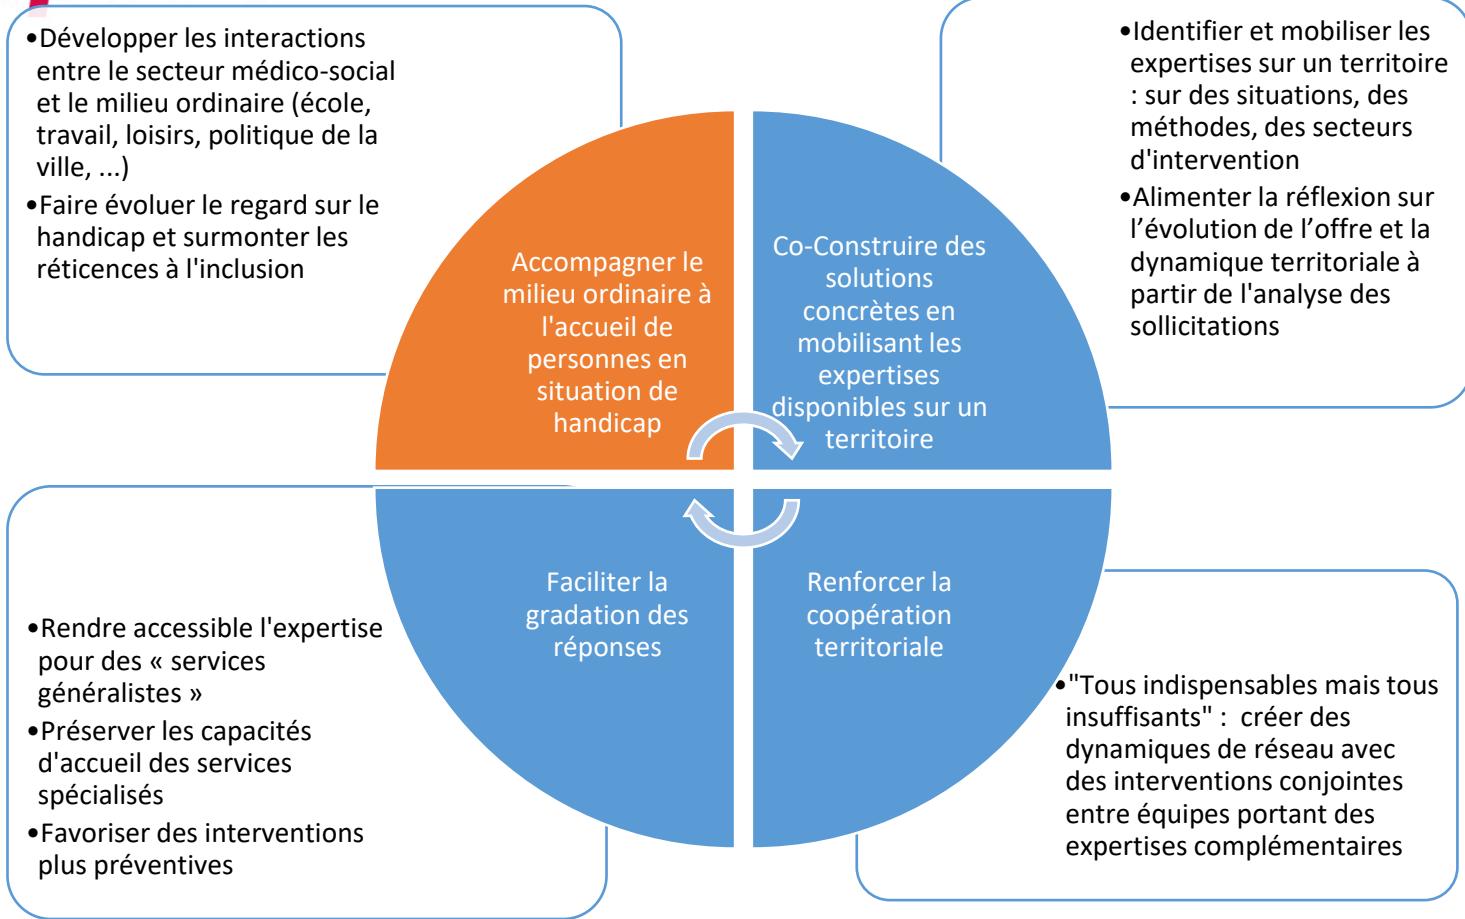 •Développer les interactions
entre le secteur médico-social
et le milieu ordinaire (école,
travail, loisirs, politique de la
ville, ...)
•Faire évoluer le regard sur le
handicap et surmonter les
réticences à l'inclusion
•Identifier et mobiliser les
expertises sur un territoire
: sur des situations, des
méthodes, des secteurs
d'intervention
•Alimenter la réflexion sur
l’évolution de l’offre et la
dynamique territoriale à
partir de l'analyse des
sollicitations
Accompagner le
milieu ordinaire à
l'accueil de
personnes en
situation de
handicap
Co-Construire des
solutions
concrètes en
mobilisant les
expertises
disponibles sur un
territoire
Faciliter la
gradation des
réponses
Renforcer la
coopération
territoriale
•Rendre accessible l'expertise
pour des « services
généralistes »
•Préserver les capacités
d'accueil des services
spécialisés
•Favoriser des interventions
plus préventives
•"Tous indispensables mais tous
insuffisants" : créer des
dynamiques de réseau avec
des interventions conjointes
entre équipes portant des
expertises complémentaires